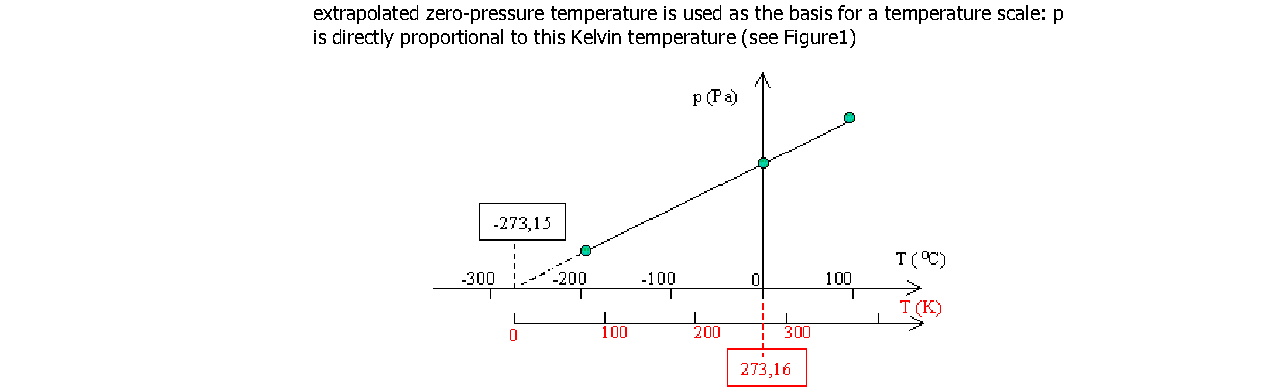 extrapolated zero-pressure temperature is used as the basis for a temperature scale: p
is directly proportional to this Kelvin temperature (see Figure1)
p (Pa)
-273,15
T ( ⁰C)
-300 -200 -100 0 100
T (K)
0 100 200 300
273,16